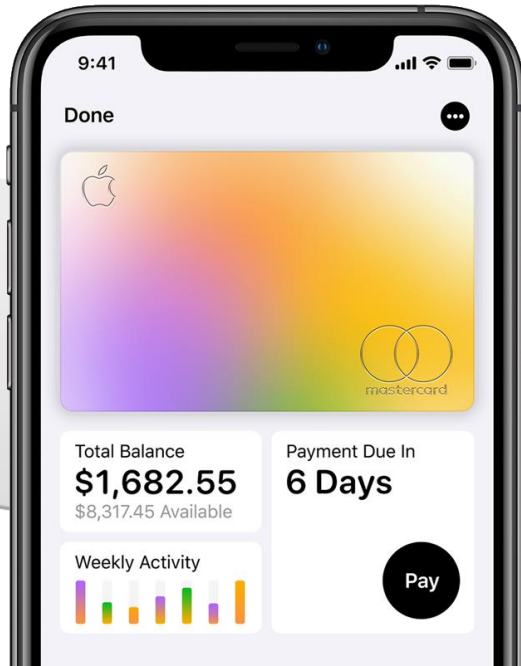 9:41
Done
mastercard
Total Balance
$1,682.55
$8,317.45 Available
Payment Due In
6 Days
Weekly Activity
Pay